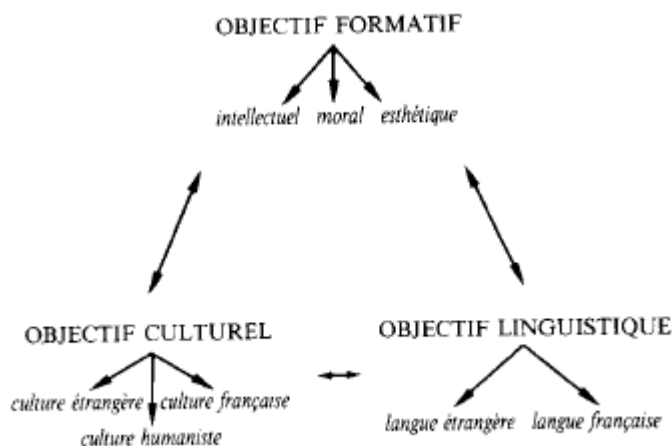 OBJECTIF FORMATIF
intellectuel moral esthétique
OBJECTIF CULTUREL
culture étrangère culture française
culture humaniste
OBJECTIF LINGUISTIQUE
langue étrangère langue française